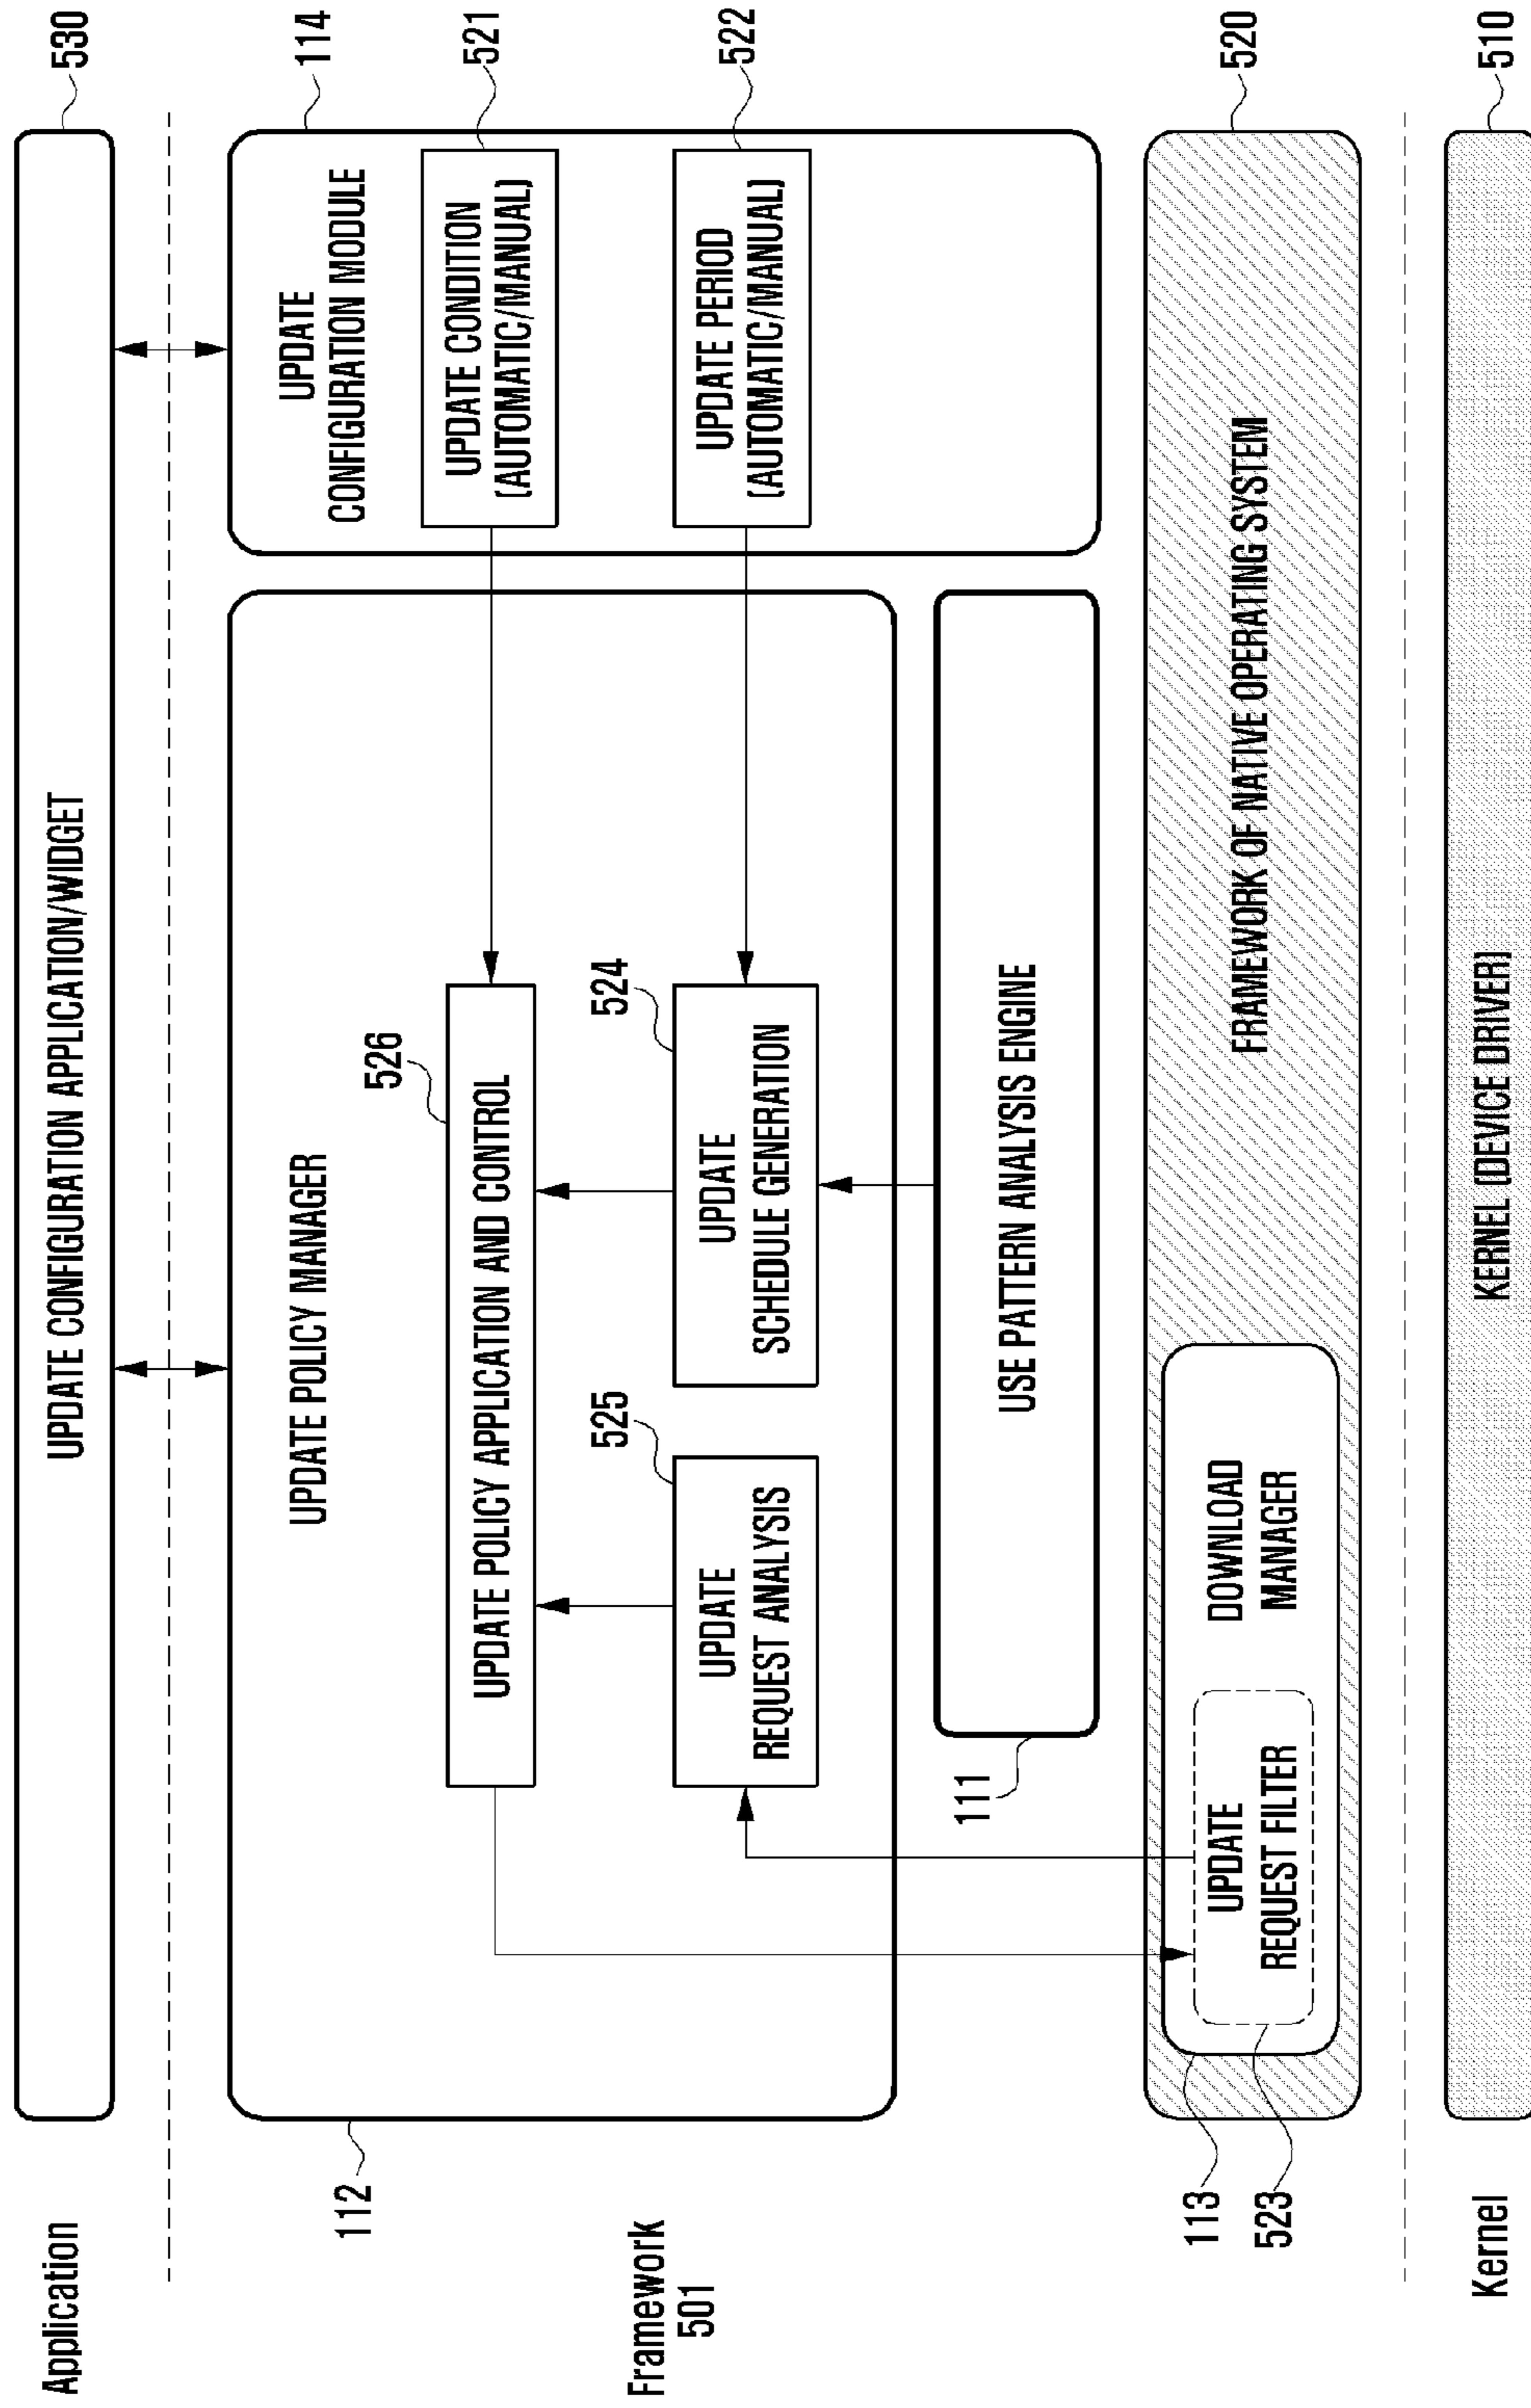 Application
UPDATE CONFIGURATION APPLICATION/WIDGET
530
Framework
501
112
UPDATE POLICY MANAGER
526
UPDATE POLICY APPLICATION AND CONTROL
525
UPDATE
REQUEST ANALYSIS
524
UPDATE
SCHEDULE GENERATION
UPDATE
CONFIGURATION MODULE
114
UPDATE CONDITION
(AUTOMATIC/MANUAL)
521
UPDATE PERIOD
(AUTOMATIC/MANUAL)
522
111
USE PATTERN ANALYSIS ENGINE
113
523
UPDATE
REQUEST FILTER
DOWNLOAD
MANAGER
FRAMEWORK OF NATIVE OPERATING SYSTEM
520
Kernel
KERNEL (DEVICE DRIVER)
510